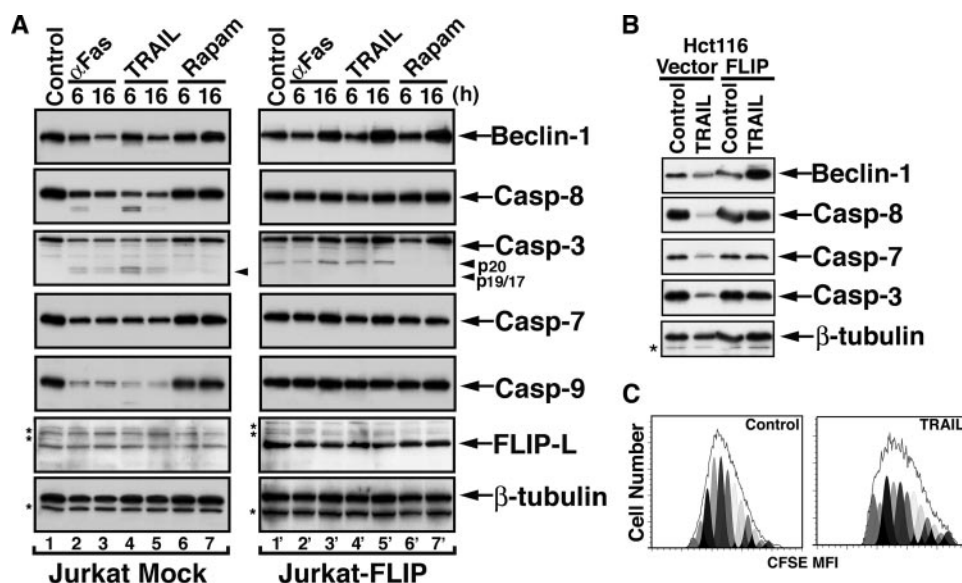 A
Control
αFas
TRAIL
Rapam
Control
αFas
TRAIL
Rapam
6 16 6 16 6 16
6 16 6 16 6 16 (h)
Beclin-1
Casp-8
Casp-3
p20
p19/17
Casp-7
Casp-9
*
*
*
*
FLIP-L
*
*
β-tubulin
1 2 3 4 5 6 7
1' 2' 3' 4' 5' 6' 7'
Jurkat Mock
Jurkat-FLIP
B
Hct116
Vector FLIP
Control
TRAIL
Control
TRAIL
Beclin-1
Casp-8
Casp-7
Casp-3
β-tubulin
*
C
Control
TRAIL
Cell Number
CFSE MFI